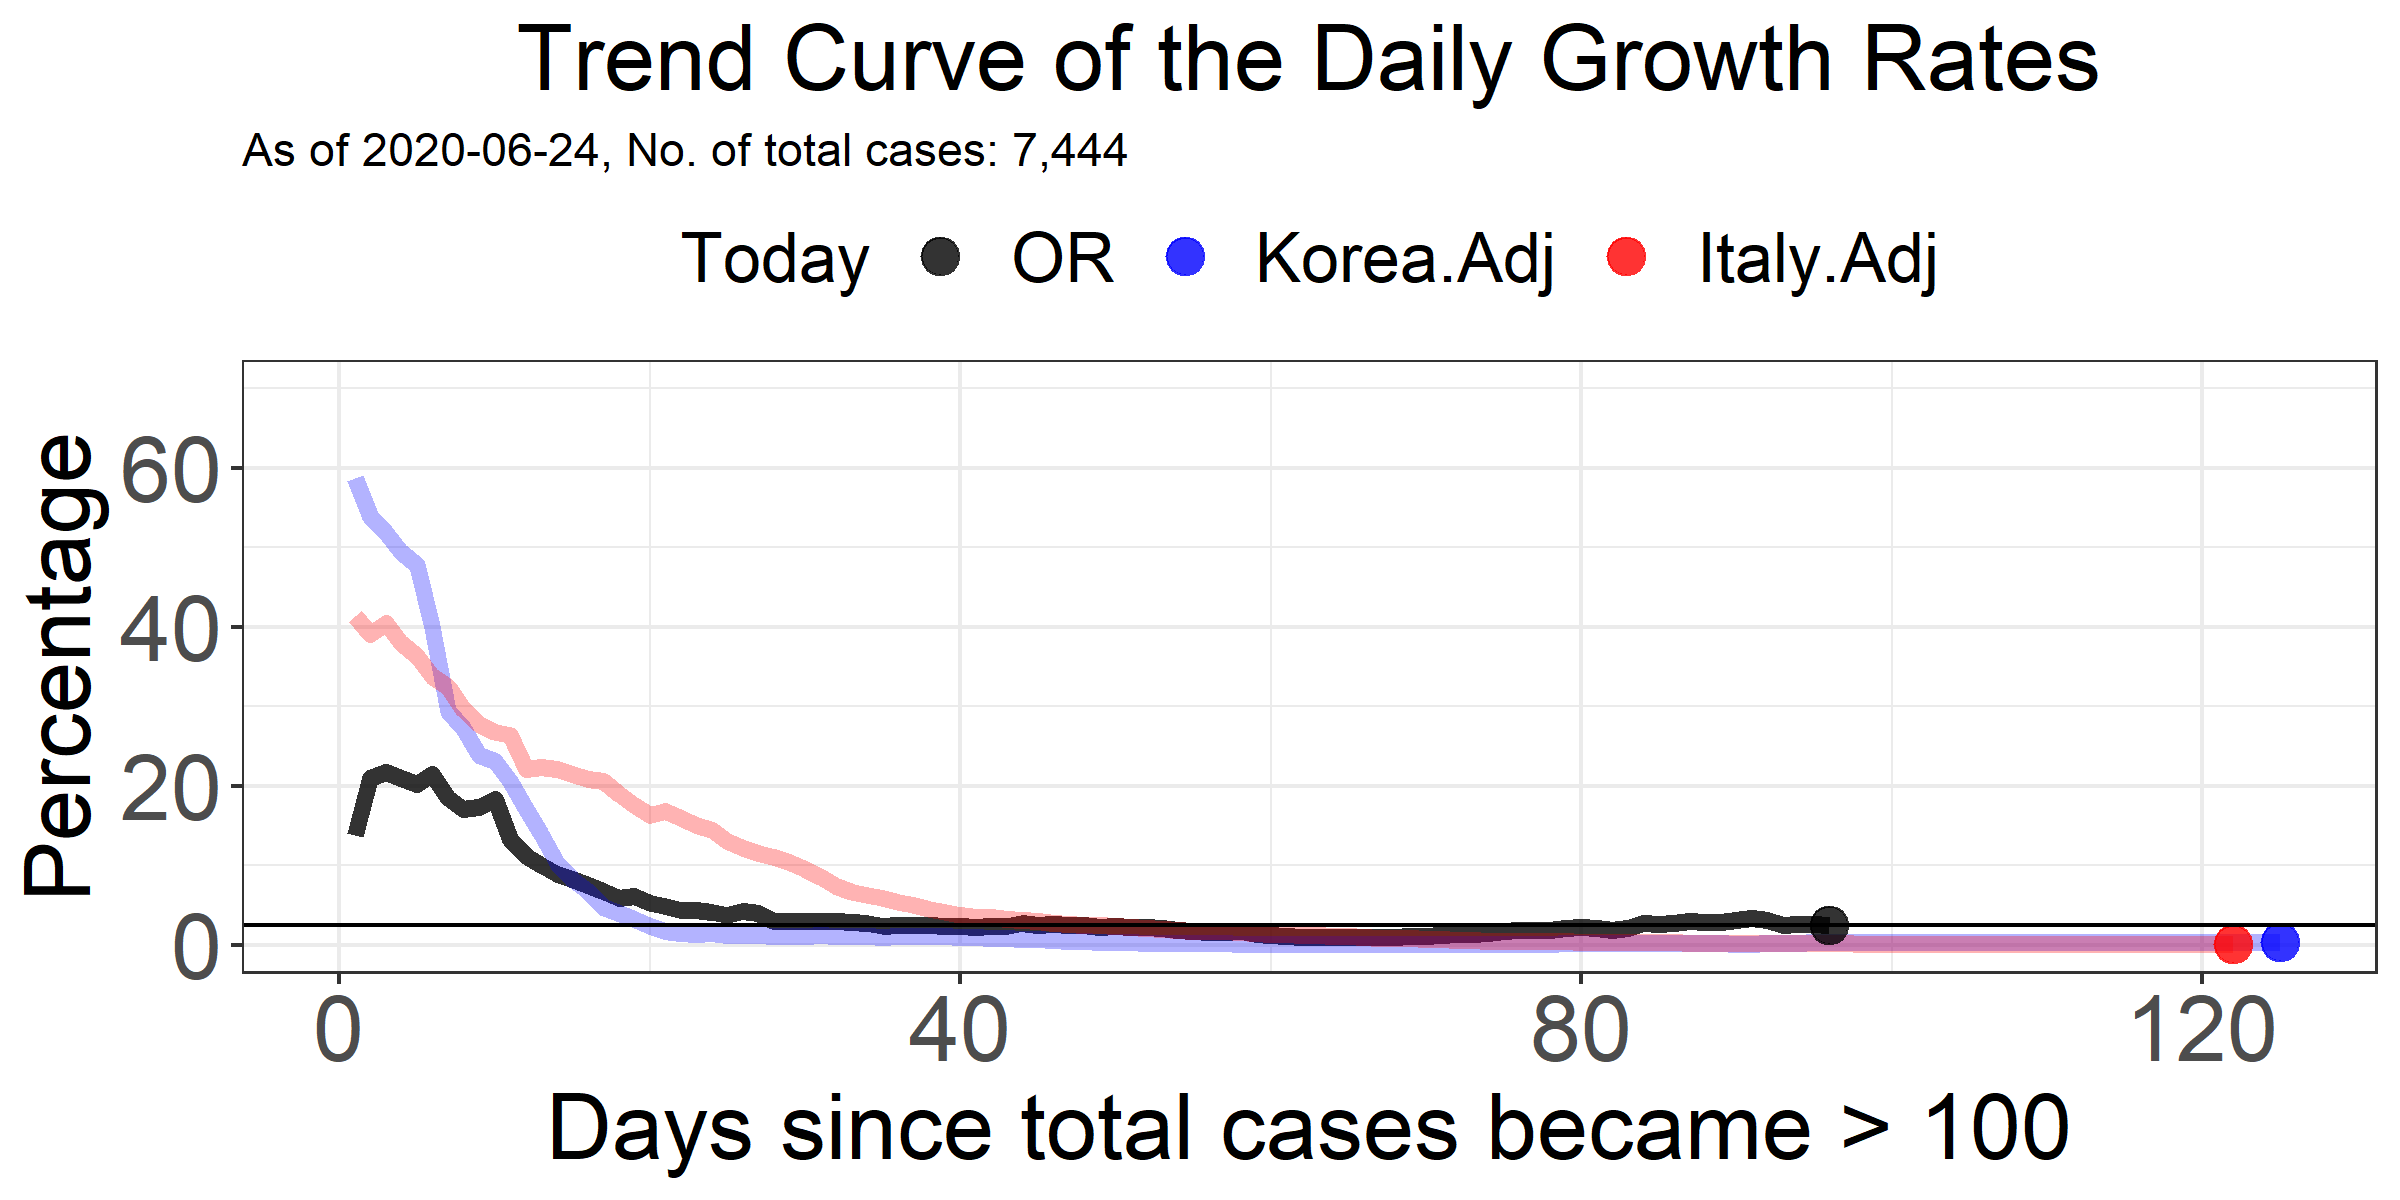 Trend Curve of the Daily Growth Rates
As of 2020-06-24, No. of total cases: 7,444
Today OR Korea.Adj Italy.Adj
Percentage
60
40
20
0
0 40 80 120
Days since total cases became > 100